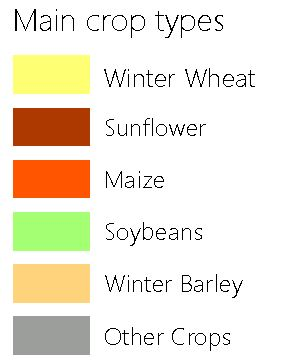 Main crop types
Winter Wheat
Sunflower
Maize
Soybeans
Winter Barley
Other Crops